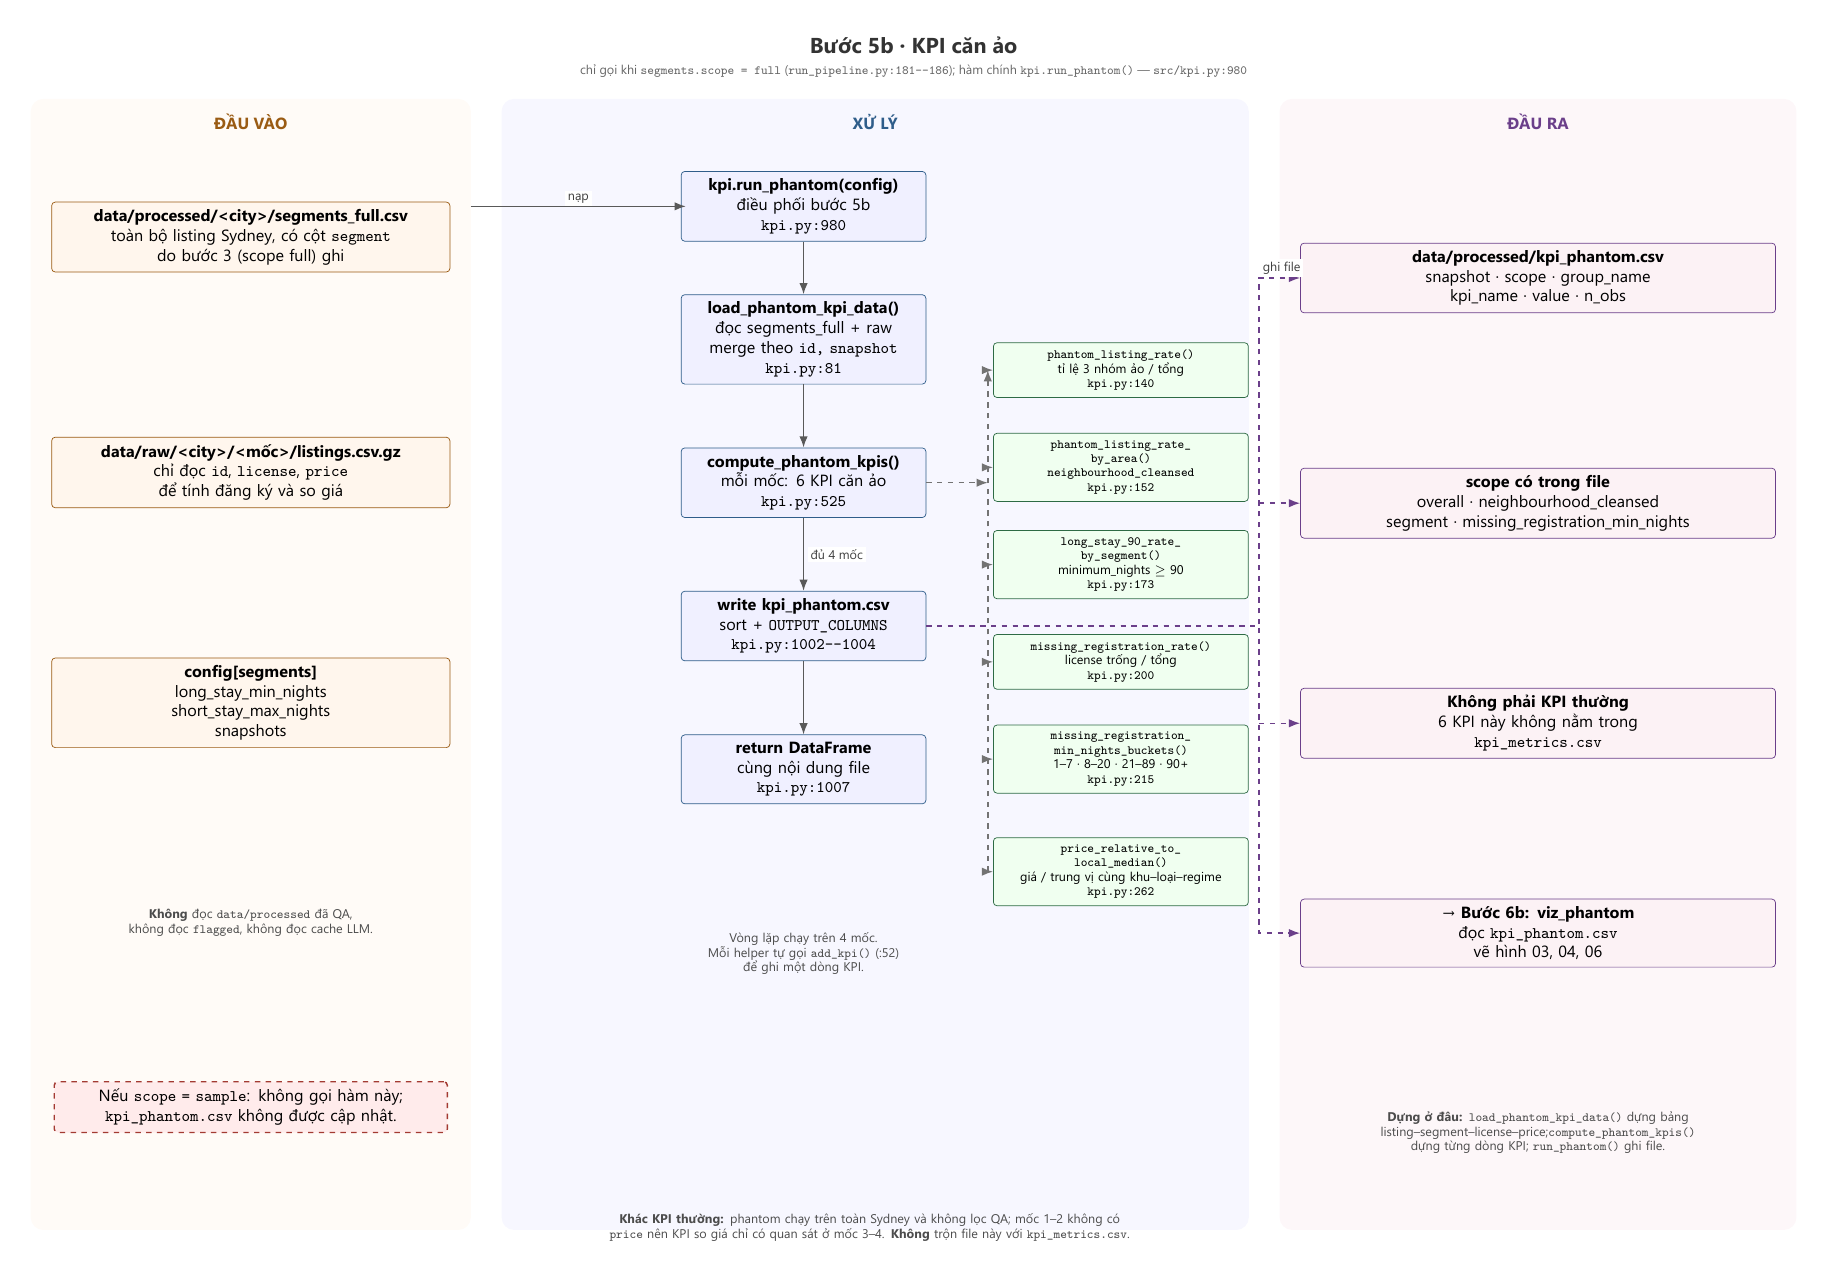 Bước 5b · KPI căn ảo
chỉ gọi khi segments.scope = full (run_pipeline.py:181--186); hàm chính kpi.run_phantom() — src/kpi.py:980
ĐẦU VÀO
data/processed/<city>/segments_full.csv
toàn bộ listing Sydney, có cột segment
do bước 3 (scope full) ghi
data/raw/<city>/<mốc>/listings.csv.gz
chỉ đọc id, license, price
để tính đăng ký và so giá
config[segments]
long_stay_min_nights
short_stay_max_nights
snapshots
Không đọc data/processed đã QA,
không đọc flagged, không đọc cache LLM.
Nếu scope = sample: không gọi hàm này;
kpi_phantom.csv không được cập nhật.
nạp
XỬ LÝ
kpi.run_phantom(config)
điều phối bước 5b
kpi.py:980
load_phantom_kpi_data()
đọc segments_full + raw
merge theo id, snapshot
kpi.py:81
compute_phantom_kpis()
mỗi mốc: 6 KPI căn ảo
kpi.py:525
đủ 4 mốc
write kpi_phantom.csv
sort + OUTPUT_COLUMNS
kpi.py:1002--1004
return DataFrame
cùng nội dung file
kpi.py:1007
Vòng lặp chạy trên 4 mốc.
Mỗi helper tự gọi add_kpi() (:52)
để ghi một dòng KPI.
phantom_listing_rate()
tỉ lệ 3 nhóm ảo / tổng
kpi.py:140
phantom_listing_rate_
by_area()
neighbourhood_cleansed
kpi.py:152
long_stay_90_rate_
by_segment()
minimum_nights ≥ 90
kpi.py:173
missing_registration_rate()
license trống / tổng
kpi.py:200
missing_registration_
min_nights_buckets()
1–7 · 8–20 · 21–89 · 90+
kpi.py:215
price_relative_to_
local_median()
giá / trung vị cùng khu–loại–regime
kpi.py:262
Khác KPI thường: phantom chạy trên toàn Sydney và không lọc QA; mốc 1–2 không có
price nên KPI so giá chỉ có quan sát ở mốc 3–4. Không trộn file này với kpi_metrics.csv.
ghi file
ĐẦU RA
data/processed/kpi_phantom.csv
snapshot · scope · group_name
kpi_name · value · n_obs
scope có trong file
overall · neighbourhood_cleansed
segment · missing_registration_min_nights
Không phải KPI thường
6 KPI này không nằm trong
kpi_metrics.csv
→ Bước 6b: viz_phantom
đọc kpi_phantom.csv
vẽ hình 03, 04, 06
Dựng ở đâu: load_phantom_kpi_data() dựng bảng
listing–segment–license–price;compute_phantom_kpis()
dựng từng dòng KPI; run_phantom() ghi file.